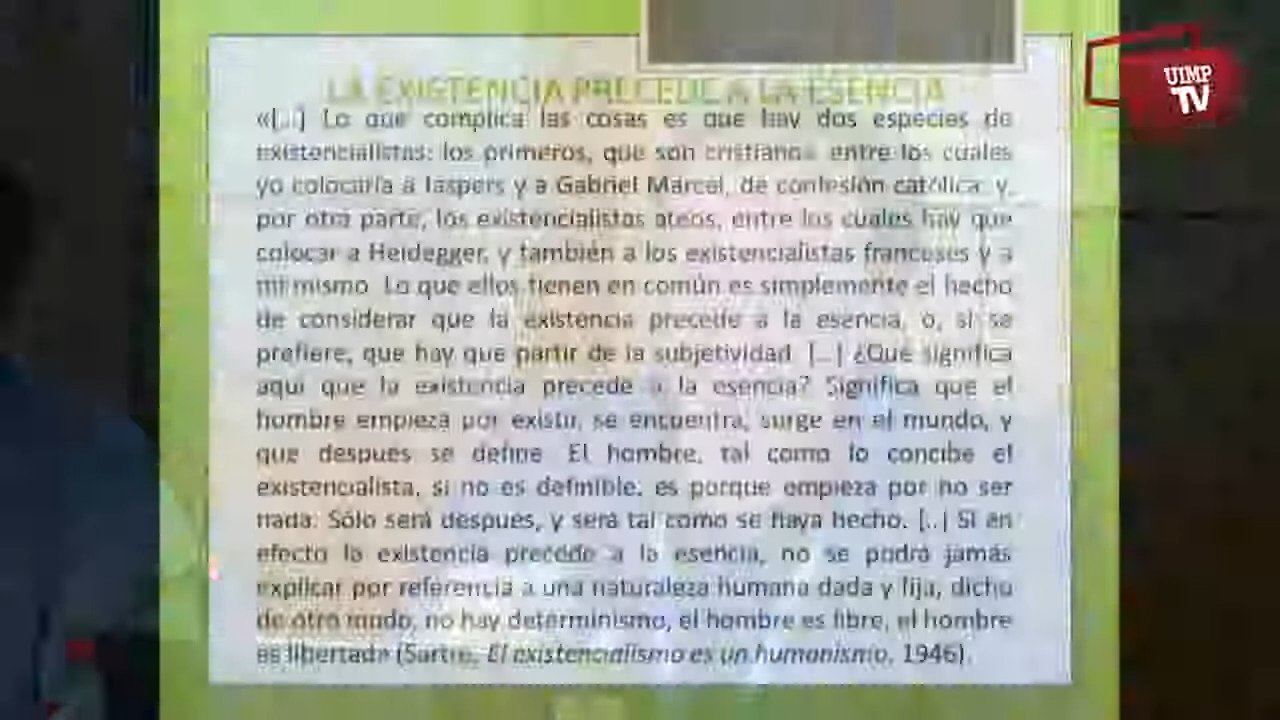 LA EXISTENCIA PRECEDE A LA ESENCIA
«[...] Lo que complica las cosas es que hay dos especies de
existencialistas: los primeros, que son cristianos, entre los cuales
yo colocaría a Jaspers y a Gabriel Marcel, de confesión católica; y,
por otra parte, los existencialistas ateos, entre los cuales hay que
colocar a Heidegger, y también a los existencialistas franceses y a
mí mismo. Lo que ellos tienen en común es simplemente el hecho
de considerar que la existencia precede a la esencia, o, si se
prefiere, que hay que partir de la subjetividad. [...] ¿Qué significa
aquí que la existencia precede a la esencia? Significa que el
hombre empieza por existir, se encuentra, surge en el mundo, y
que después se define. El hombre, tal como lo concibe el
existencialista, si no es definible, es porque empieza por no ser
nada. Sólo será después, y será tal como se haya hecho. [...] Si en
efecto la existencia precede a la esencia, no se podrá jamás
explicar por referencia a una naturaleza humana dada y fija, dicho
de otro modo, no hay determinismo, el hombre es libre, el hombre
es libertad» (Sartre, El existencialismo es un humanismo, 1946).
UIMP
TV